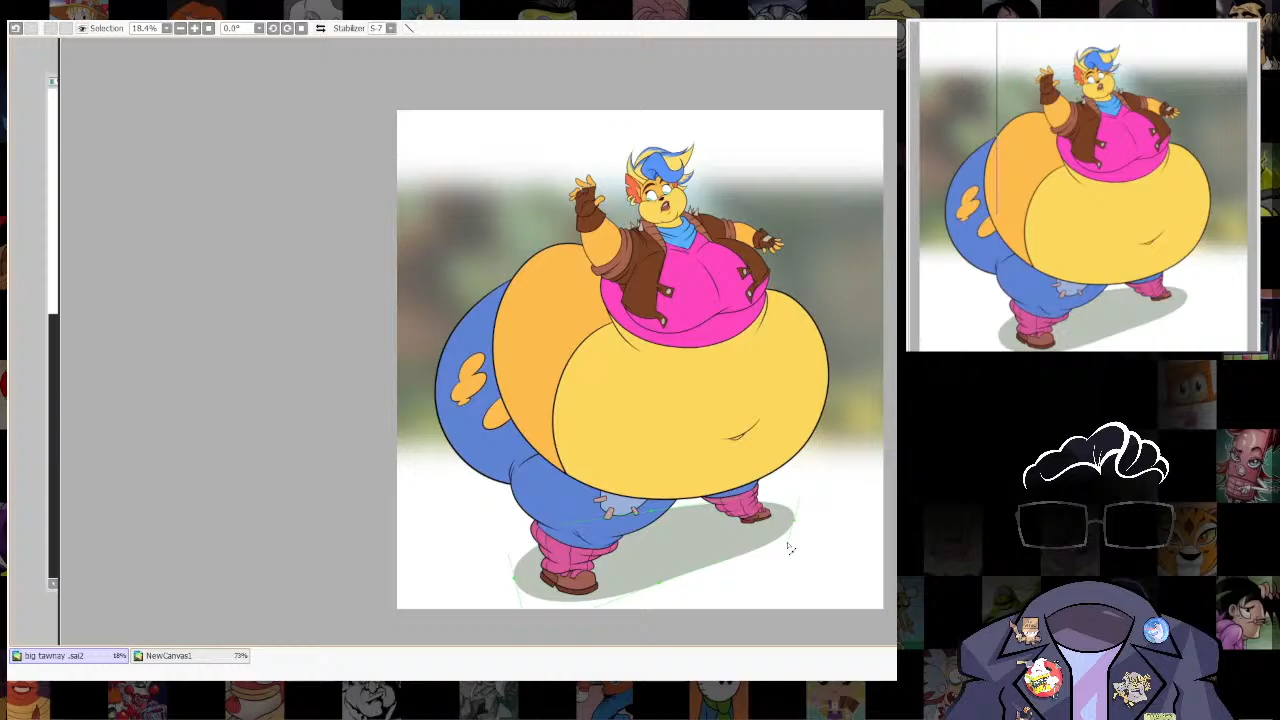 Selection 18.4% 0.0° Stabilizer S-7
big tawnay .sai2 18% NewCanvas1 73%